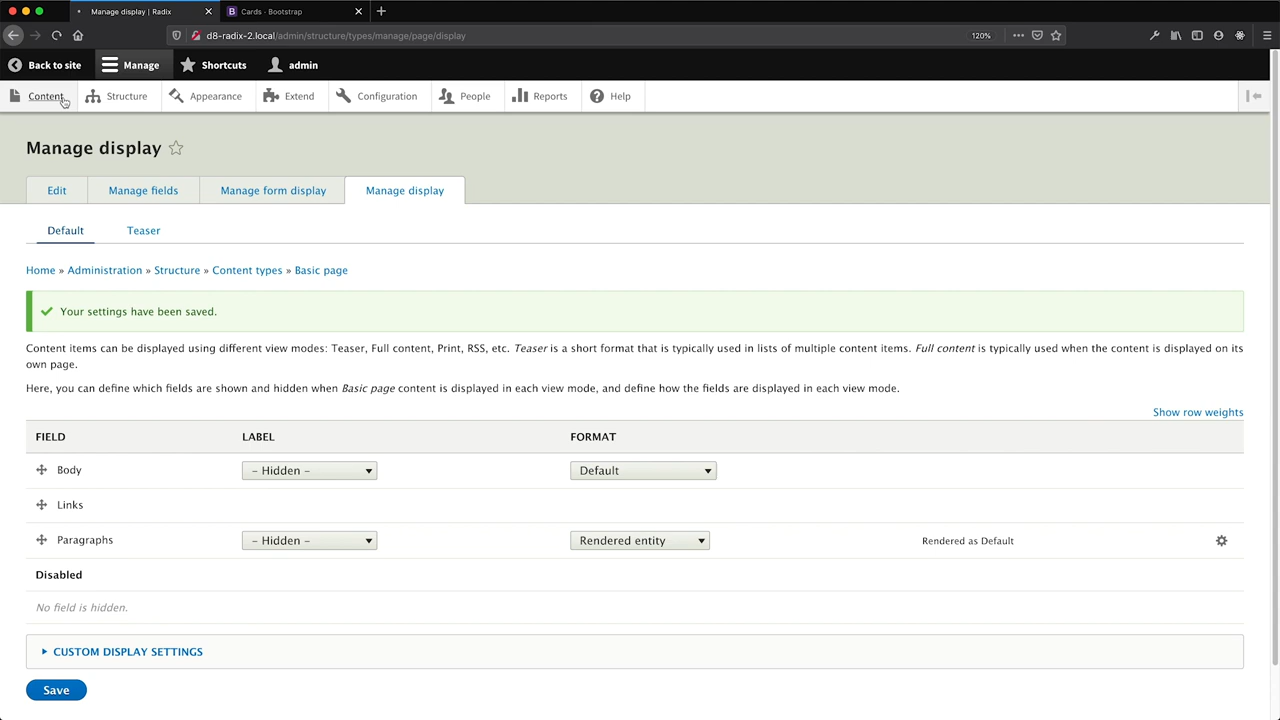 Manage display | Radix
Cards · Bootstrap
d8-radix-2.local/admin/structure/types/manage/page/display
120%
Back to site
Manage
Shortcuts
admin
Content
Structure
Appearance
Extend
Configuration
People
Reports
Help
Manage display
Edit
Manage fields
Manage form display
Manage display
Default
Teaser
Home » Administration » Structure » Content types » Basic page
Your settings have been saved.
Content items can be displayed using different view modes: Teaser, Full content, Print, RSS, etc. Teaser is a short format that is typically used in lists of multiple content items. Full content is typically used when the content is displayed on its
own page.
Here, you can define which fields are shown and hidden when Basic page content is displayed in each view mode, and define how the fields are displayed in each view mode.
Show row weights
FIELD LABEL FORMAT
Body - Hidden - Default
Links
Paragraphs - Hidden - Rendered entity Rendered as Default
Disabled
No field is hidden.
CUSTOM DISPLAY SETTINGS
Save